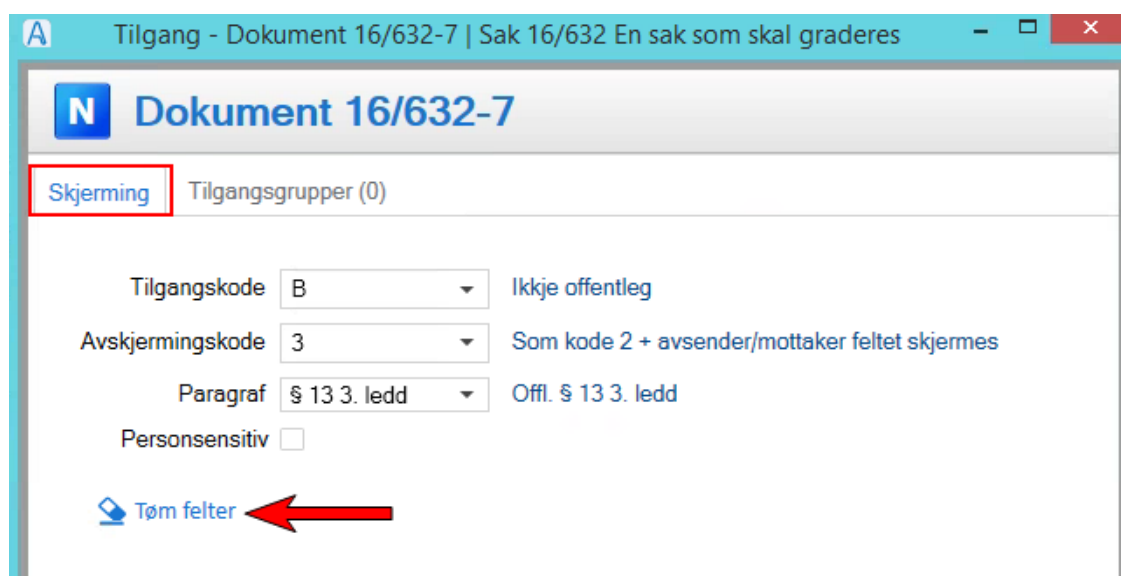 A Tilgang - Dokument 16/632-7 | Sak 16/632 En sak som skal graderes
N Dokument 16/632-7
Skjerming Tilgangsgrupper (0)
Tilgangskode B Ikkje offentleg
Avskjermingskode 3 Som kode 2 + avsender/mottaker feltet skjermes
Paragraf § 13 3. ledd Offl. § 13 3. ledd
Personsensitiv
Tøm felter